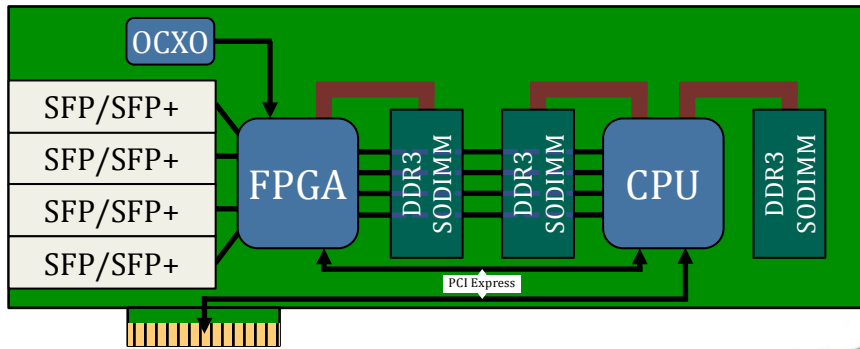 OCXO
SFP/SFP+
SFP/SFP+
SFP/SFP+
SFP/SFP+
FPGA
DDR3
SODIMM
DDR3
SODIMM
CPU
DDR3
SODIMM
PCI Express